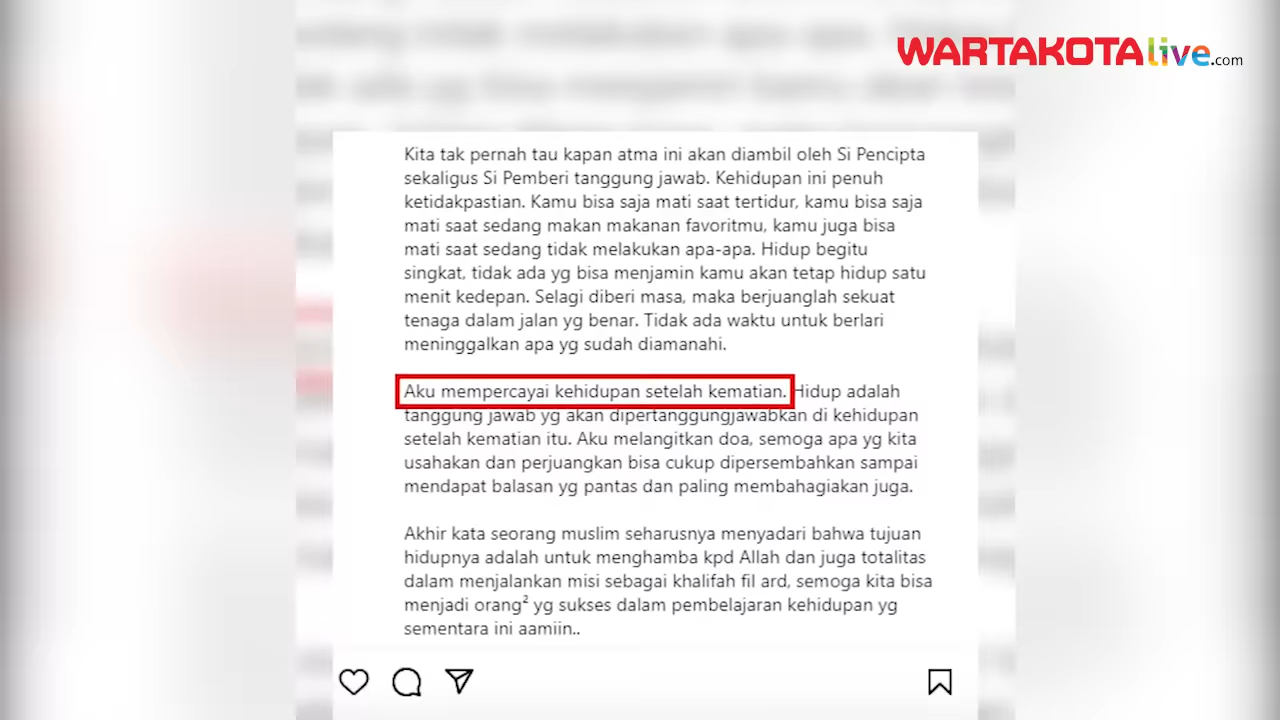 WARTAKOTAlive.com
Kita tak pernah tau kapan atma ini akan diambil oleh Si Pencipta
sekaligus Si Pemberi tanggung jawab. Kehidupan ini penuh
ketidakpastian. Kamu bisa saja mati saat tertidur, kamu bisa saja
mati saat sedang makan makanan favoritmu, kamu juga bisa
mati saat sedang tidak melakukan apa-apa. Hidup begitu
singkat, tidak ada yg bisa menjamin kamu akan tetap hidup satu
menit kedepan. Selagi diberi masa, maka berjuanglah sekuat
tenaga dalam jalan yg benar. Tidak ada waktu untuk berlari
meninggalkan apa yg sudah diamanahi.
Aku mempercayai kehidupan setelah kematian. Hidup adalah
tanggung jawab yg akan dipertanggungjawabkan di kehidupan
setelah kematian itu. Aku melangitkan doa, semoga apa yg kita
usahakan dan perjuangkan bisa cukup dipersembahkan sampai
mendapat balasan yg pantas dan paling membahagiakan juga.
Akhir kata seorang muslim seharusnya menyadari bahwa tujuan
hidupnya adalah untuk menghamba kpd Allah dan juga totalitas
dalam menjalankan misi sebagai khalifah fil ard, semoga kita bisa
menjadi orang² yg sukses dalam pembelajaran kehidupan yg
sementara ini aamiin..